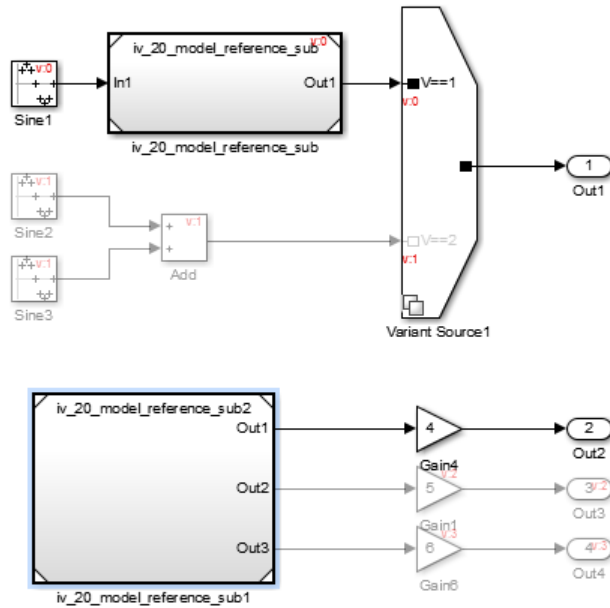 iv_20_model_reference_sub
v:0
v:0
In1
Out1
V==1
v:0
Sine1
iv_20_model_reference_sub
1
Out1
v:1
Sine2
v:1
+
+
Add
V==2
v:1
v:1
Sine3
Variant Source1
iv_20_model_reference_sub2
Out1
4
2
Gain4
Out2
Out2
v:2
5
3
v:2
Gain1
Out3
Out3
v:3
6
4
v:3
Gain6
Out4
iv_20_model_reference_sub1